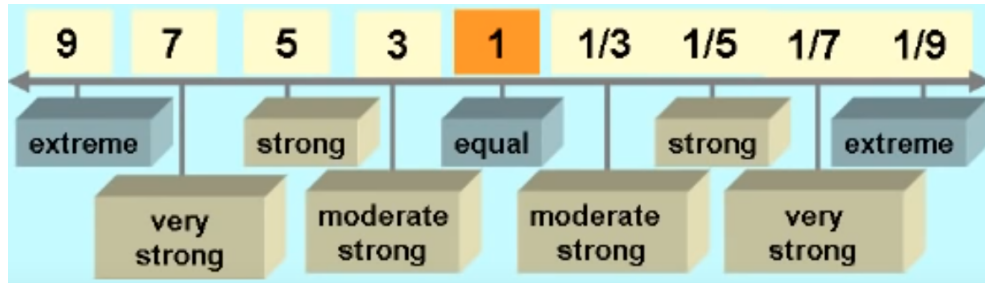 9 7 5 3 1 1/3 1/5 1/7 1/9
extreme strong equal strong extreme
very
strong
moderate
strong
moderate
strong
very
strong